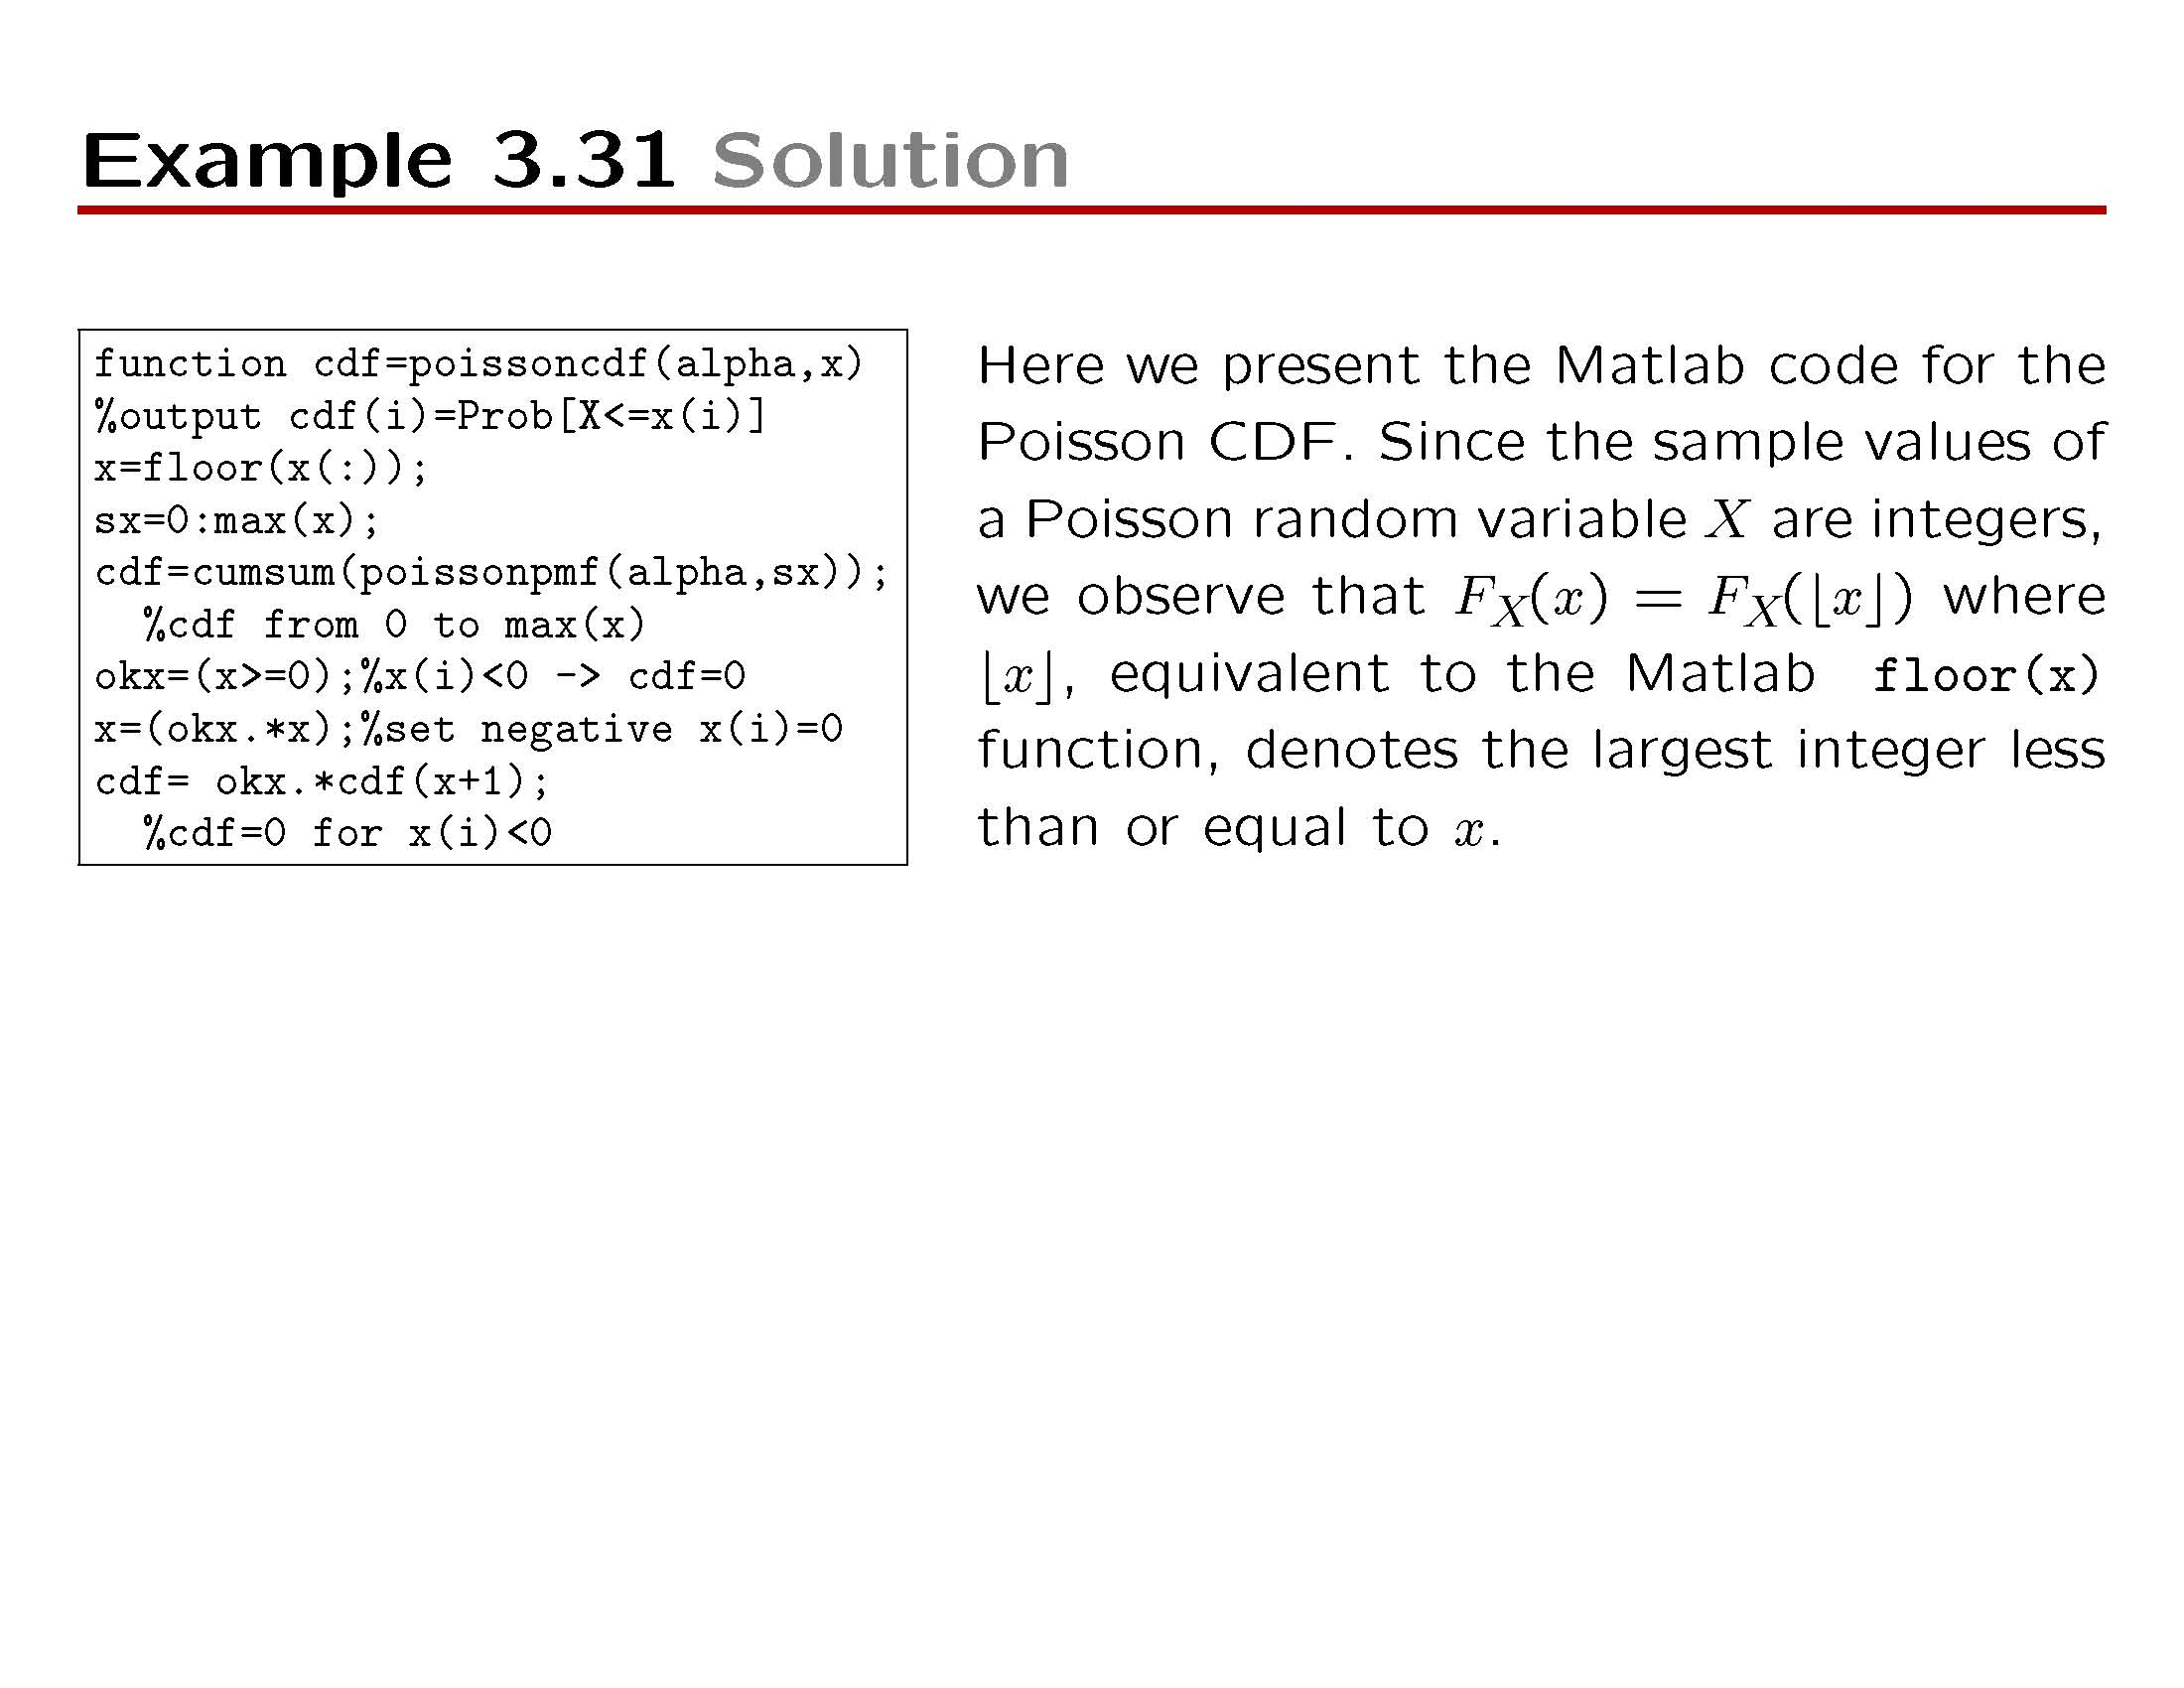 Example 3.31 Solution
function cdf=poissoncdf(alpha,x)
%output cdf(i)=Prob[X<=x(i)]
x=floor(x(:));
sx=0:max(x);
cdf=cumsum(poissonpmf(alpha,sx));
  %cdf from 0 to max(x)
okx=(x>=0);%x(i)<0 -> cdf=0
x=(okx.*x);%set negative x(i)=0
cdf= okx.*cdf(x+1);
  %cdf=0 for x(i)<0
Here we present the Matlab code for the
Poisson CDF. Since the sample values of
a Poisson random variable X are integers,
we observe that F_X(x) = F_X(⌊x⌋) where
⌊x⌋, equivalent to the Matlab floor(x)
function, denotes the largest integer less
than or equal to x.